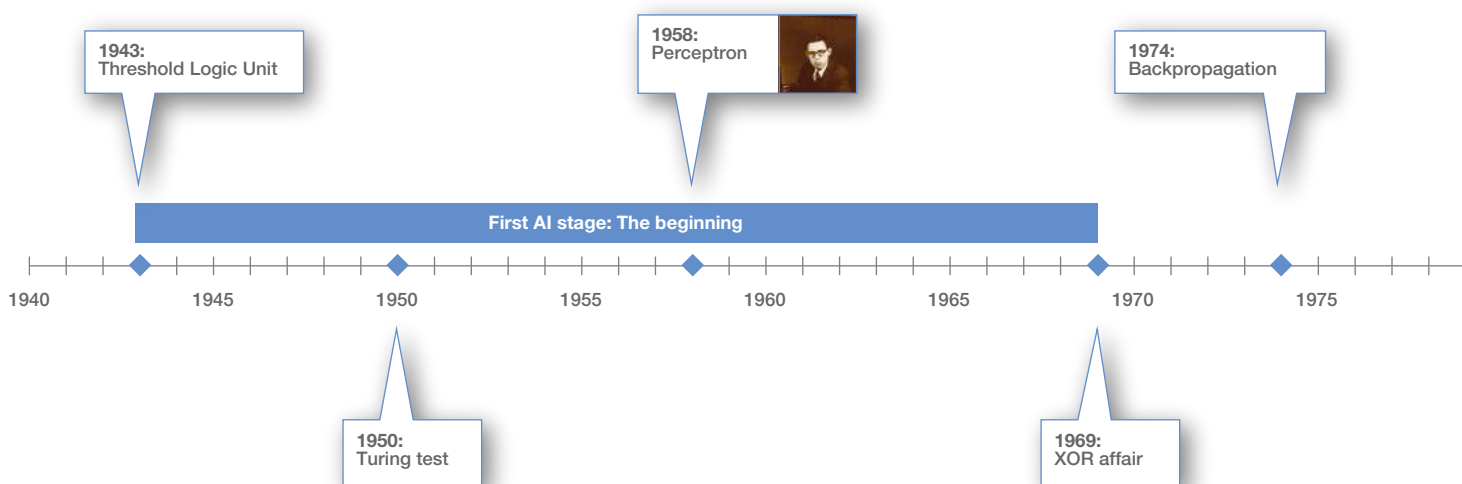 1943:
Threshold Logic Unit
1958:
Perceptron
1974:
Backpropagation
First AI stage: The beginning
1940 1945 1950 1955 1960 1965 1970 1975
1950:
Turing test
1969:
XOR affair